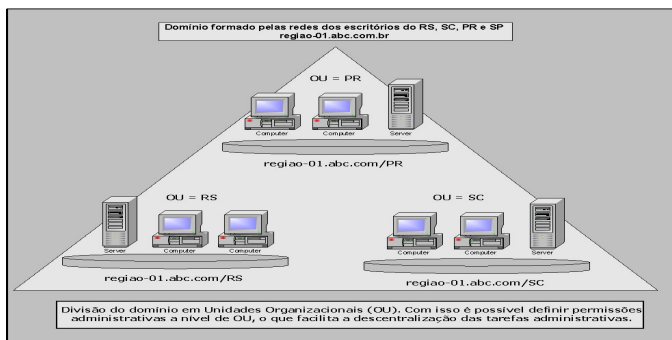 Domínio formado pelas redes dos escritórios do RS, SC, PR e SP
regiao-01.abc.com.br
OU = PR
Computer Computer Server
regiao-01.abc.com/PR
OU = RS
Server Computer Computer
regiao-01.abc.com/RS
OU = SC
Computer Computer Server
regiao-01.abc.com/SC
Divisão do domínio em Unidades Organizacionais (OU). Com isso é possível definir permissões
administrativas a nível de OU, o que facilita a descentralização das tarefas administrativas.